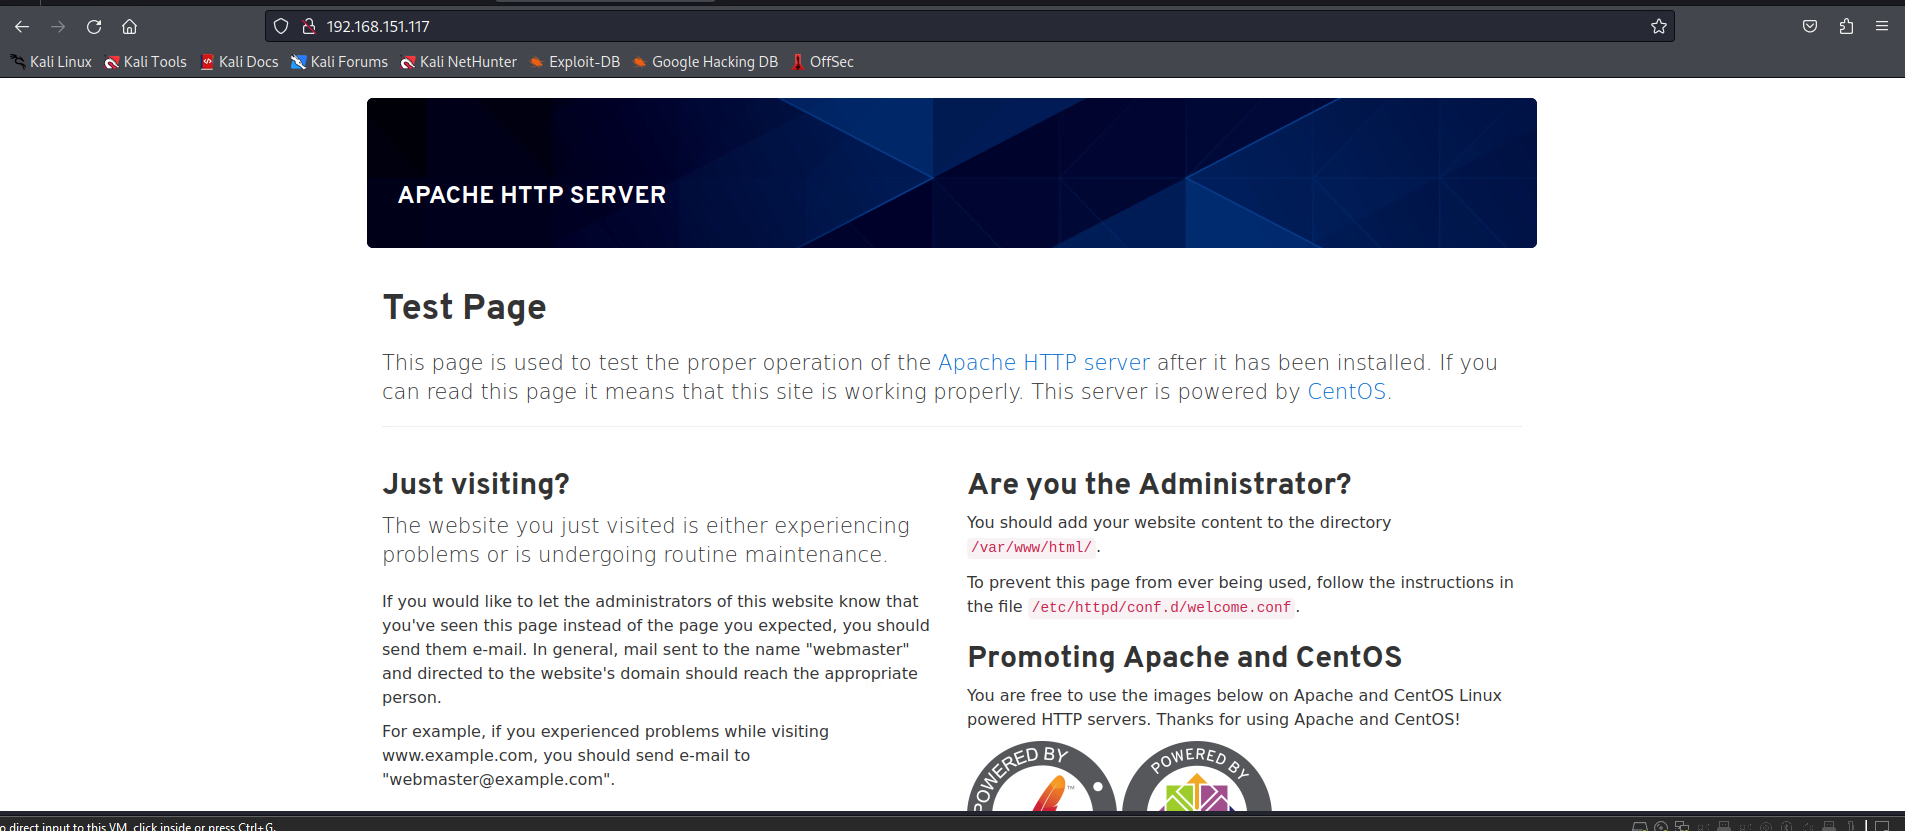 192.168.151.117
Kali Linux Kali Tools Kali Docs Kali Forums Kali NetHunter Exploit-DB Google Hacking DB OffSec
APACHE HTTP SERVER
Test Page
This page is used to test the proper operation of the Apache HTTP server after it has been installed. If you
can read this page it means that this site is working properly. This server is powered by CentOS.
Just visiting?
The website you just visited is either experiencing
problems or is undergoing routine maintenance.
If you would like to let the administrators of this website know that
you've seen this page instead of the page you expected, you should
send them e-mail. In general, mail sent to the name "webmaster"
and directed to the website's domain should reach the appropriate
person.
For example, if you experienced problems while visiting
www.example.com, you should send e-mail to
"webmaster@example.com".
Are you the Administrator?
You should add your website content to the directory
/var/www/html/.
To prevent this page from ever being used, follow the instructions in
the file /etc/httpd/conf.d/welcome.conf.
Promoting Apache and CentOS
You are free to use the images below on Apache and CentOS Linux
powered HTTP servers. Thanks for using Apache and CentOS!
POWERED BY
TM
POWERED BY
o direct input to this VM, click inside or press Ctrl+G.